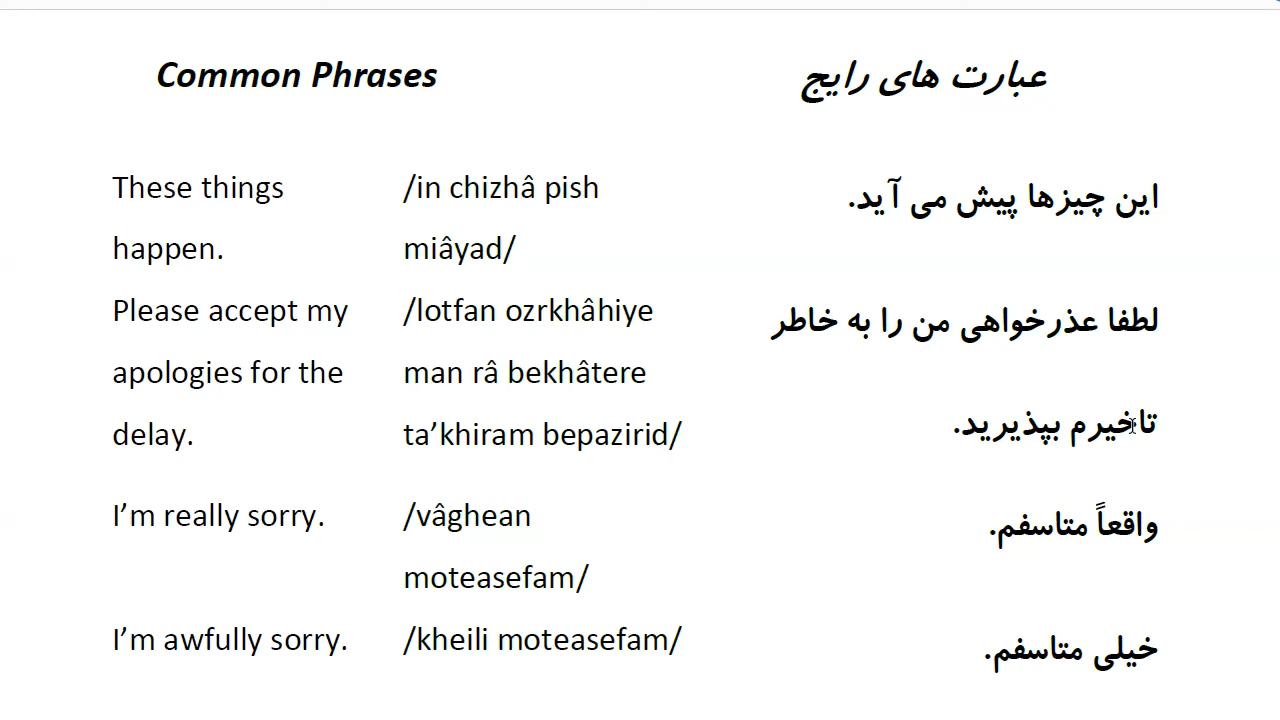 Common Phrases
عبارت های رایج
These things
/in chizhâ pish
این چیزها پیش می آید.
happen.
miâyad/
Please accept my
/lotfan ozrkhâhiye
لطفا عذرخواهی من را به خاطر
apologies for the
man râ bekhâtere
delay.
ta’khiram bepazirid/
تاخیرم بپذیرید.
I’m really sorry.
/vâghean
واقعاً متاسفم.
moteasefam/
I’m awfully sorry.
/kheili moteasefam/
خیلی متاسفم.